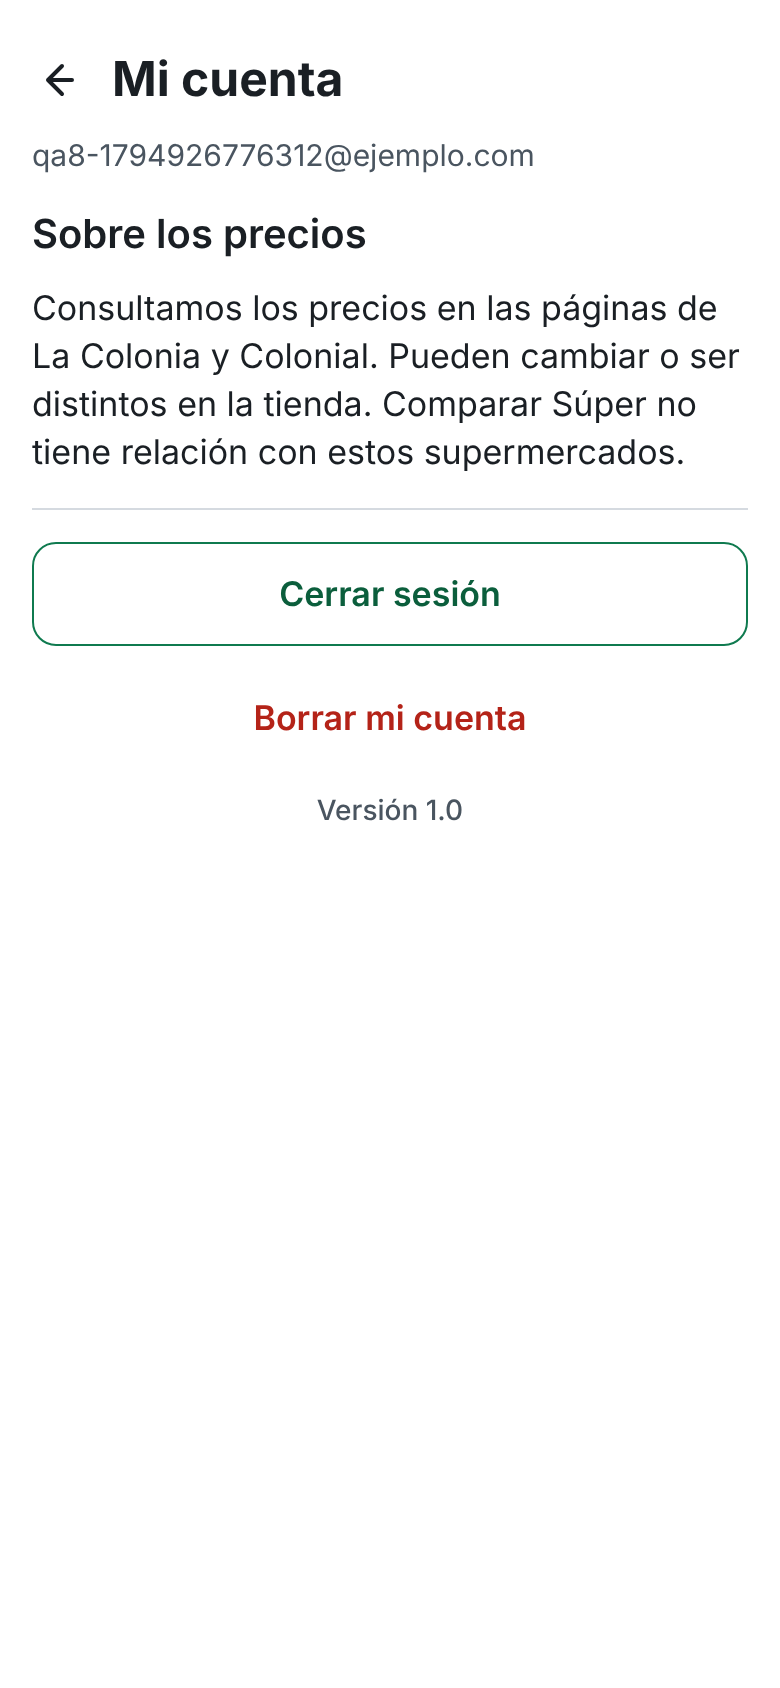 Mi cuenta
qa8-1794926776312@ejemplo.com
Sobre los precios
Consultamos los precios en las páginas de
La Colonia y Colonial. Pueden cambiar o ser
distintos en la tienda. Comparar Súper no
tiene relación con estos supermercados.
Cerrar sesión
Borrar mi cuenta
Versión 1.0